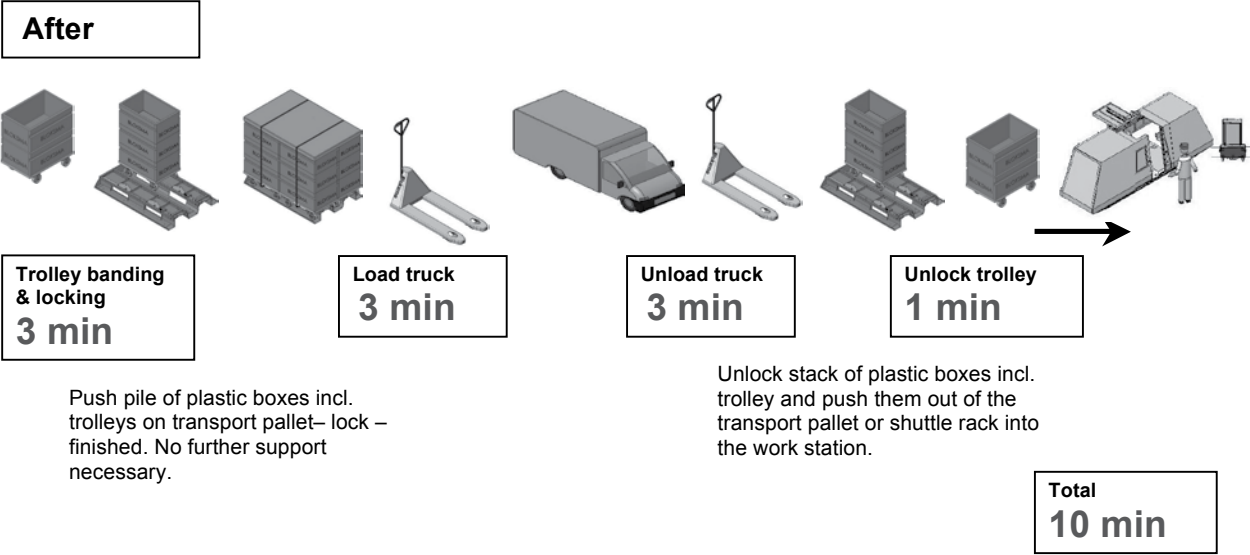 After
Trolley banding
& locking
3 min
Load truck
3 min
Unload truck
3 min
Unlock trolley
1 min
Push pile of plastic boxes incl.
trolleys on transport pallet– lock –
finished. No further support
necessary.
Unlock stack of plastic boxes incl.
trolley and push them out of the
transport pallet or shuttle rack into
the work station.
Total
10 min